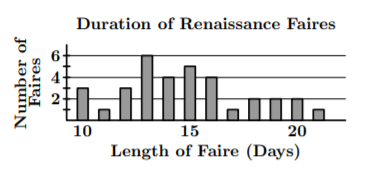 Duration of Renaissance Faires
Number of
Faires
6
4
2
10 15 20
Length of Faire (Days)